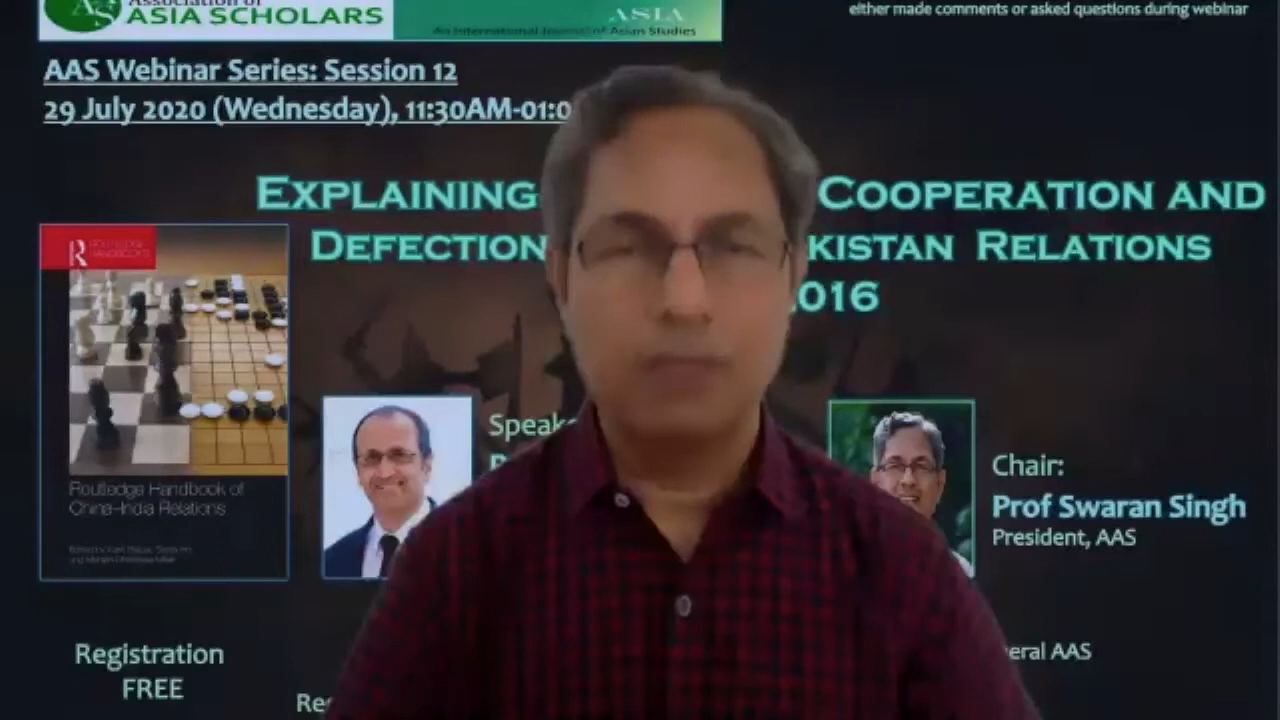 Association of
ASIA SCHOLARS
ASIA
An International Journal of Asian Studies
either made comments or asked questions during webinar
AAS Webinar Series: Session 12
29 July 2020 (Wednesday), 11:30AM-01:0
EXPLAINING COOPERATION AND
DEFECTION KISTAN RELATIONS
016
R
ROUTLEDGE
HANDBOOKS
Routledge Handbook of
China–India Relations
Speak
Chair:
Prof Swaran Singh
President, AAS
Registration
FREE
Re
eral AAS